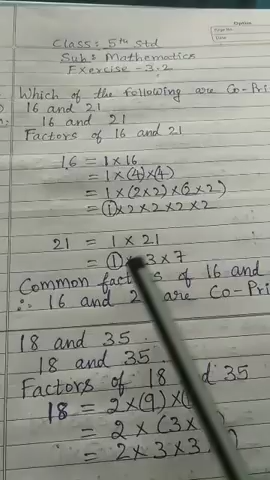 Class: 5th Std
Sub: Mathematics
Exercise - 3.2
Which of the following are Co-Pri
16 and 21
16 and 21
Factors of 16 and 21
16 = 1 × 16
= 1 × (4) × (4)
= 1 × (2 × 2) × (2 × 2)
= ① × 2 × 2 × 2 × 2
21 = 1 × 21
= ① × 3 × 7
Common factors of 16 and
∴ 16 and 2 are Co-Pri
18 and 35
18 and 35
Factors of 18 d 35
18 = 2 × (9) ×
= 2 × (3 ×
= 2 × 3 × 3